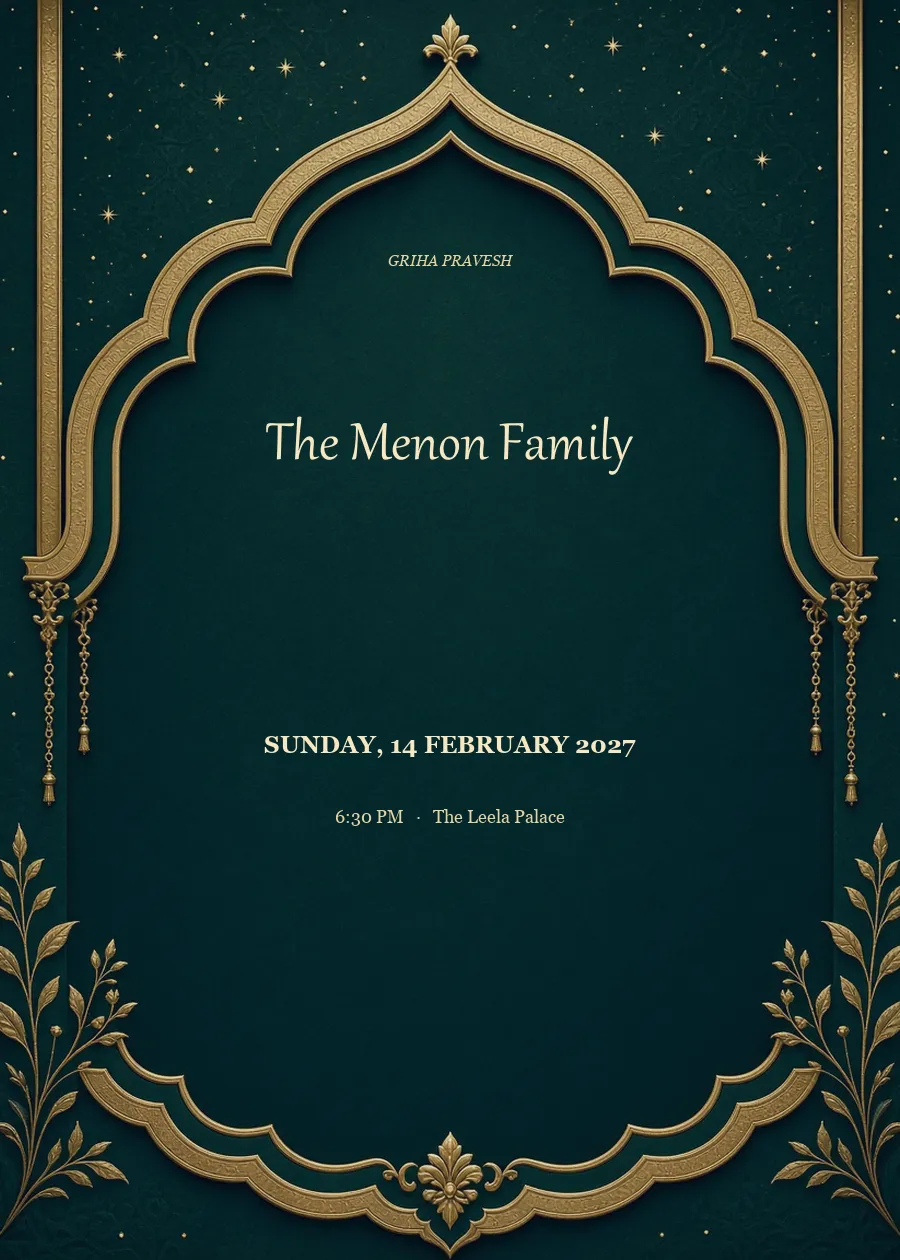 GRIHA PRAVESH
The Menon Family
SUNDAY, 14 FEBRUARY 2027
6:30 PM · The Leela Palace